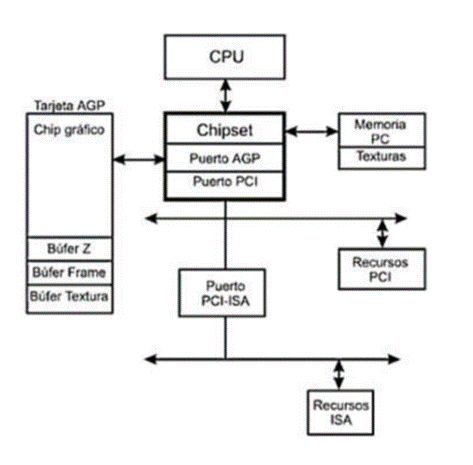 CPU
Tarjeta AGP
Chip gráfico
Chipset
Puerto AGP
Puerto PCI
Memoria
PC
Texturas
Búfer Z
Búfer Frame
Búfer Textura
Puerto
PCI-ISA
Recursos
PCI
Recursos
ISA